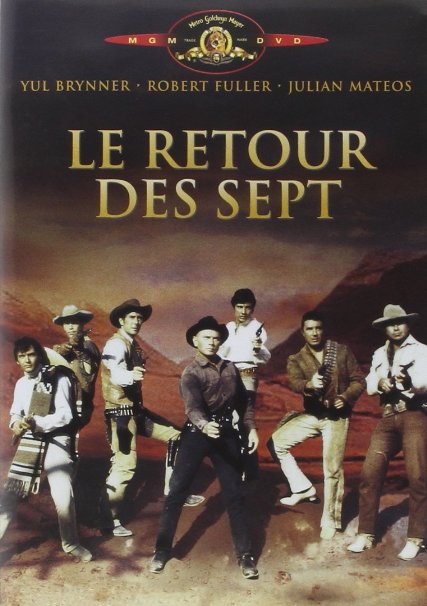 Metro Goldwyn Mayer
MGM TRADE MARK DVD
YUL BRYNNER · ROBERT FULLER · JULIAN MATEOS
LE RETOUR
DES SEPT